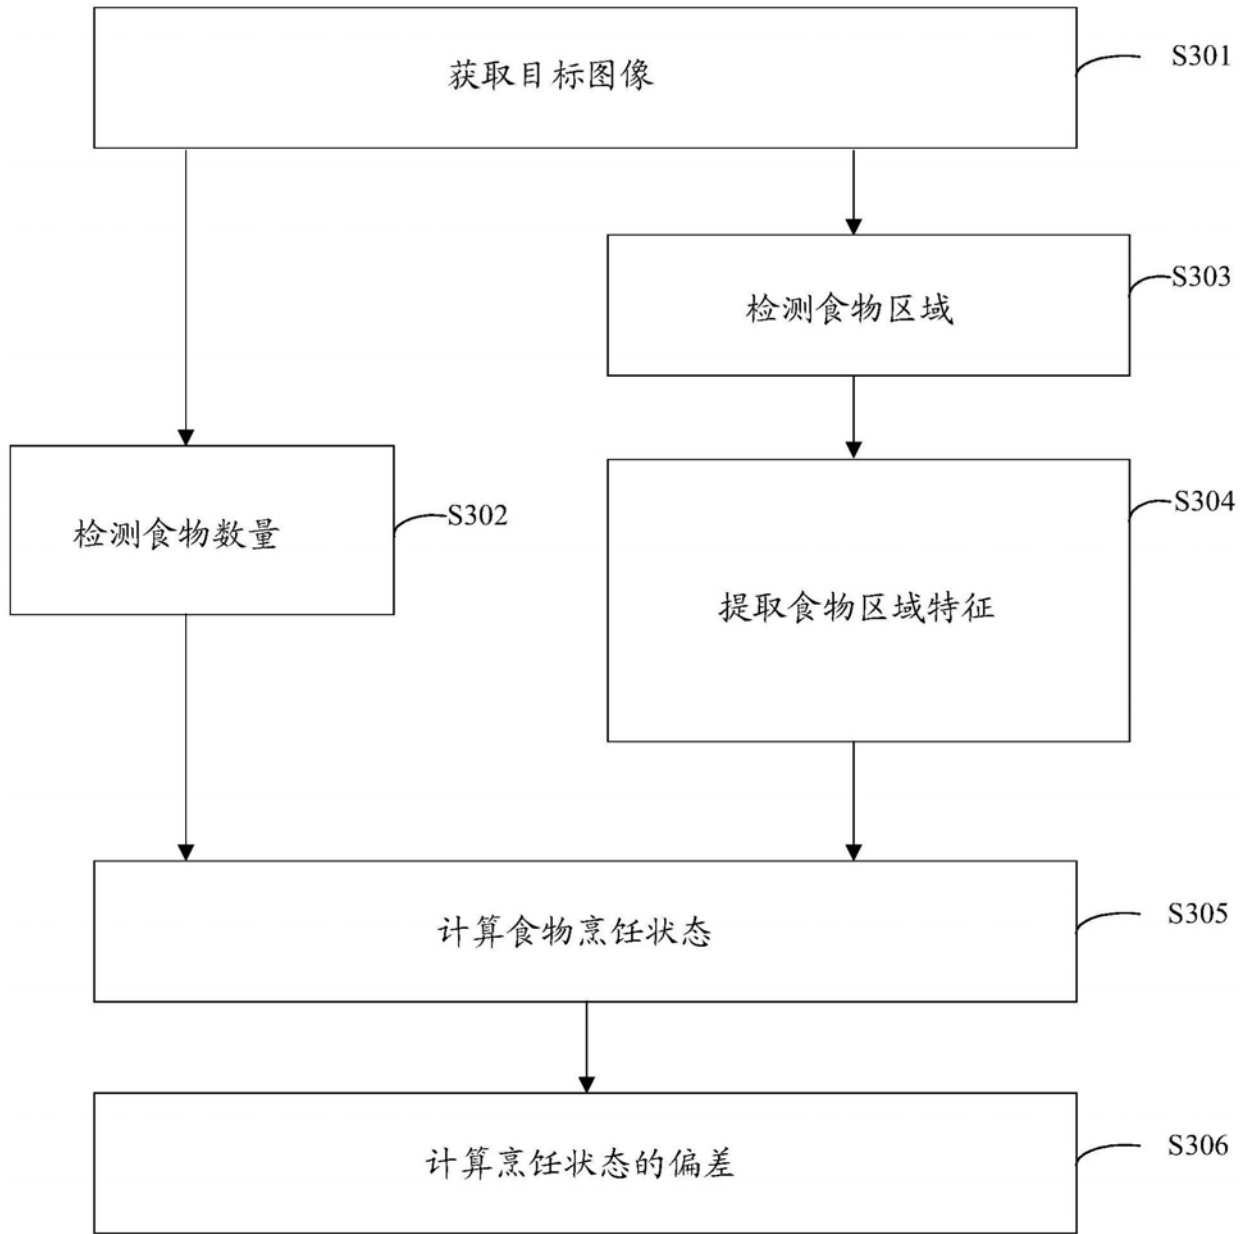 获取目标图像
S301
检测食物区域
S303
检测食物数量
S302
提取食物区域特征
S304
计算食物烹饪状态
S305
计算烹饪状态的偏差
S306